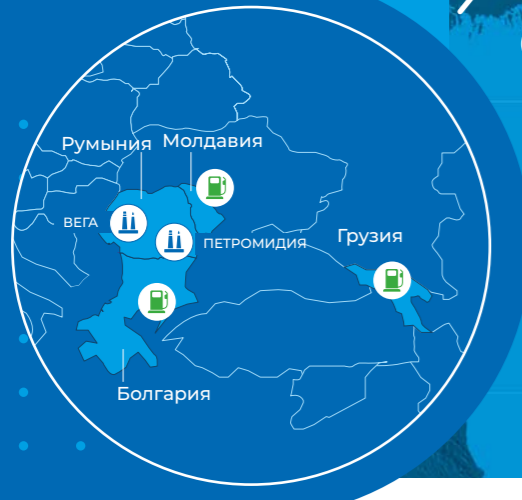 Румыния
Молдавия
ВЕГА
ПЕТРОМИДИЯ
Грузия
Болгария